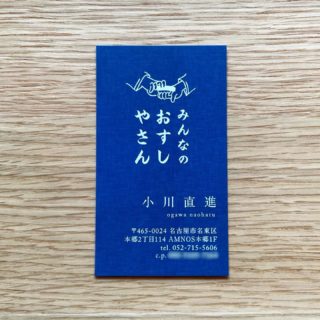 みんなの
おすし
やさん
小川直進
ogawa naoharu
〒465-0024 名古屋市名東区
本郷2丁目114 AMNOS本郷1F
tel. 052-715-5606
c.p.